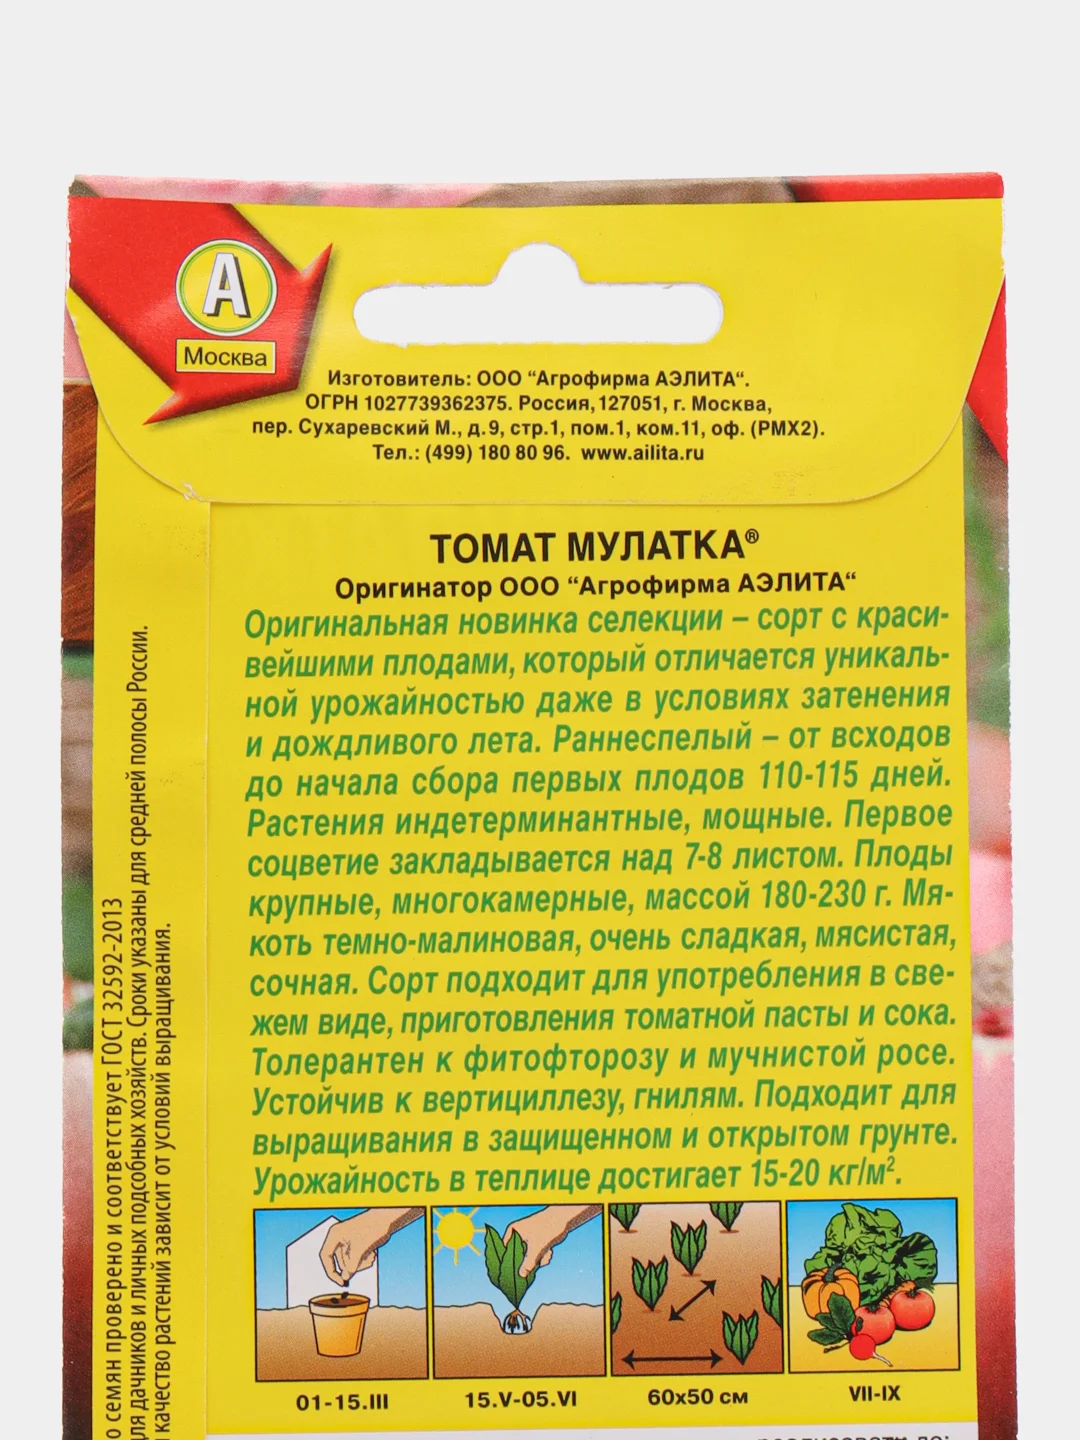 А
Москва
Изготовитель: ООО “Агрофирма АЭЛИТА“.
ОГРН 1027739362375. Россия, 127051, г. Москва,
пер. Сухаревский М., д.9, стр.1, пом.1, ком.11, оф. (РМХ2).
Тел.: (499) 180 80 96. www.ailita.ru
ТОМАТ МУЛАТКА®
Оригинатор ООО “Агрофирма АЭЛИТА“
Оригинальная новинка селекции – сорт с краси-
вейшими плодами, который отличается уникаль-
ной урожайностью даже в условиях затенения
и дождливого лета. Раннеспелый – от всходов
до начала сбора первых плодов 110-115 дней.
Растения индетерминантные, мощные. Первое
соцветие закладывается над 7-8 листом. Плоды
крупные, многокамерные, массой 180-230 г. Мя-
коть темно-малиновая, очень сладкая, мясистая,
сочная. Сорт подходит для употребления в све-
жем виде, приготовления томатной пасты и сока.
Толерантен к фитофторозу и мучнистой росе.
Устойчив к вертициллезу, гнилям. Подходит для
выращивания в защищенном и открытом грунте.
Урожайность в теплице достигает 15-20 кг/м².
01-15.III
15.V-05.VI
60х50 см
VII-IX
о семян проверено и соответствует ГОСТ 32592-2013
для дачников и личных подсобных хозяйств. Сроки указаны для средней полосы России.
и качество растений зависит от условий выращивания.